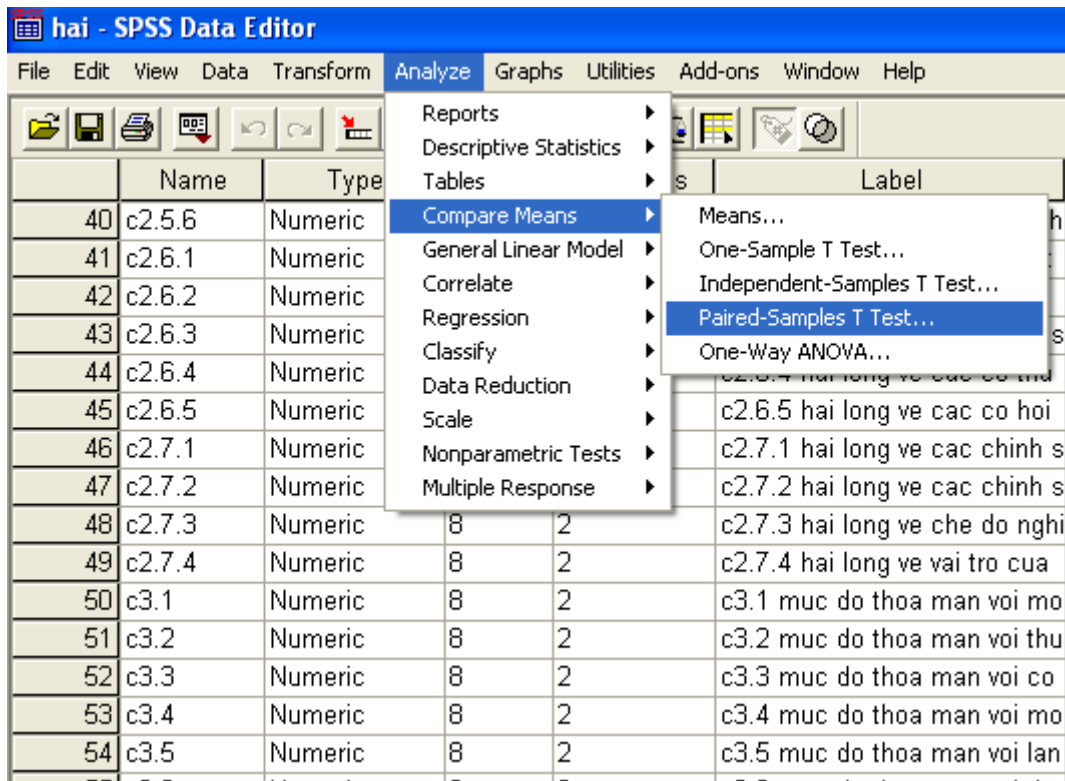 SPSS
hai - SPSS Data Editor
File Edit View Data Transform Analyze Graphs Utilities Add-ons Window Help
Reports
Descriptive Statistics
Tables
Compare Means
General Linear Model
Correlate
Regression
Classify
Data Reduction
Scale
Nonparametric Tests
Multiple Response
Means...
One-Sample T Test...
Independent-Samples T Test...
Paired-Samples T Test...
One-Way ANOVA...
Name Type s Label
40 c2.5.6 Numeric h
41 c2.6.1 Numeric
42 c2.6.2 Numeric
43 c2.6.3 Numeric s
44 c2.6.4 Numeric
45 c2.6.5 Numeric c2.6.5 hai long ve cac co hoi
46 c2.7.1 Numeric c2.7.1 hai long ve cac chinh s
47 c2.7.2 Numeric c2.7.2 hai long ve cac chinh s
48 c2.7.3 Numeric 8 2 c2.7.3 hai long ve che do nghi
49 c2.7.4 Numeric 8 2 c2.7.4 hai long ve vai tro cua
50 c3.1 Numeric 8 2 c3.1 muc do thoa man voi mo
51 c3.2 Numeric 8 2 c3.2 muc do thoa man voi thu
52 c3.3 Numeric 8 2 c3.3 muc do thoa man voi co
53 c3.4 Numeric 8 2 c3.4 muc do thoa man voi mo
54 c3.5 Numeric 8 2 c3.5 muc do thoa man voi lan